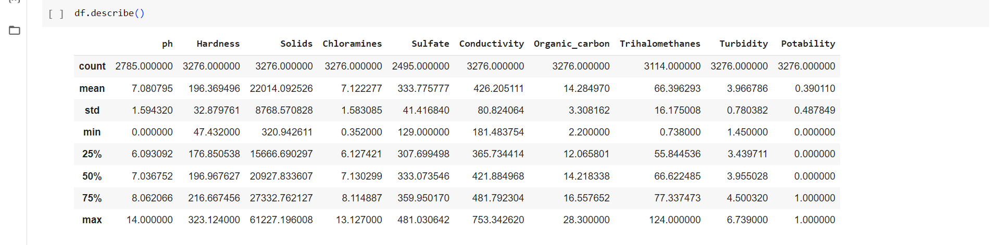 [ ] df.describe()
ph Hardness Solids Chloramines Sulfate Conductivity Organic_carbon Trihalomethanes Turbidity Potability
count 2785.000000 3276.000000 3276.000000 3276.000000 2495.000000 3276.000000 3276.000000 3114.000000 3276.000000 3276.000000
mean 7.080795 196.369496 22014.092526 7.122277 333.775777 426.205111 14.284970 66.396293 3.966786 0.390110
std 1.594320 32.879761 8768.570828 1.583085 41.416840 80.824064 3.308162 16.175008 0.780382 0.487849
min 0.000000 47.432000 320.942611 0.352000 129.000000 181.483754 2.200000 0.738000 1.450000 0.000000
25% 6.093092 176.850538 15666.690297 6.127421 307.699498 365.734414 12.065801 55.844536 3.439711 0.000000
50% 7.036752 196.967627 20927.833607 7.130299 333.073546 421.884968 14.218338 66.622485 3.955028 0.000000
75% 8.062066 216.667456 27332.762127 8.114887 359.950170 481.792304 16.557652 77.337473 4.500320 1.000000
max 14.000000 323.124000 61227.196008 13.127000 481.030642 753.342620 28.300000 124.000000 6.739000 1.000000